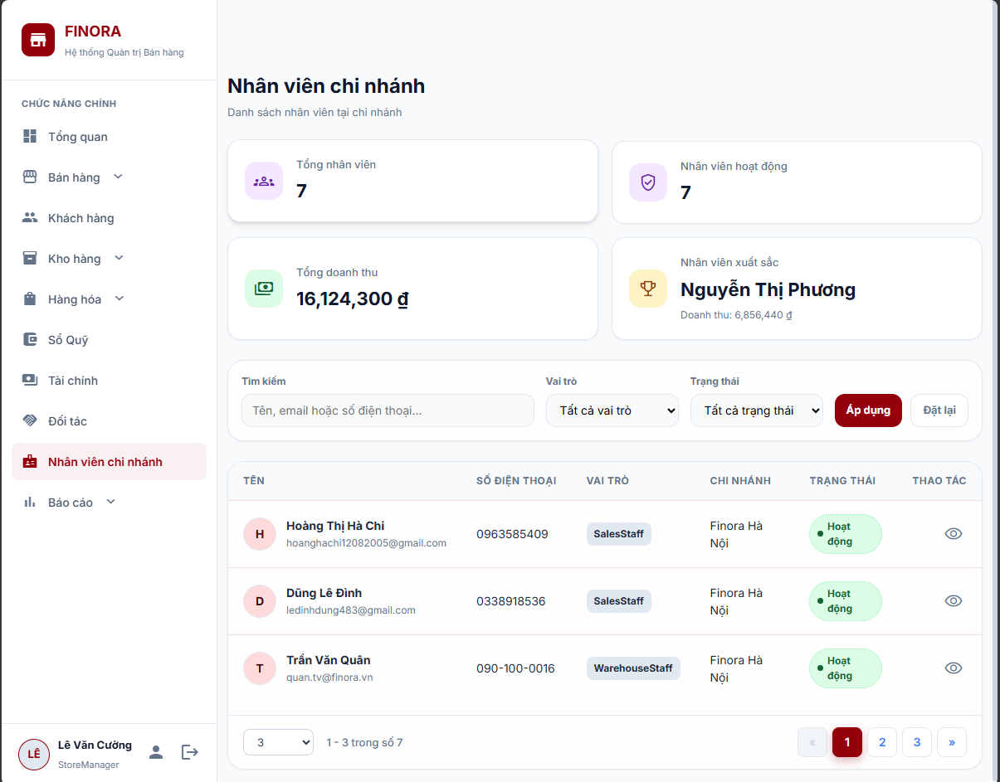 FINORA
Hệ thống Quản trị Bán hàng
CHỨC NĂNG CHÍNH
Tổng quan
Bán hàng
Khách hàng
Kho hàng
Hàng hóa
Sổ Quỹ
Tài chính
Đối tác
Nhân viên chi nhánh
Báo cáo
LÊ
Lê Văn Cường
StoreManager
Nhân viên chi nhánh
Danh sách nhân viên tại chi nhánh
Tổng nhân viên
7
Nhân viên hoạt động
7
Tổng doanh thu
16,124,300 ₫
Nhân viên xuất sắc
Nguyễn Thị Phương
Doanh thu: 6,856,440 ₫
Tìm kiếm
Tên, email hoặc số điện thoại...
Vai trò
Tất cả vai trò
Trạng thái
Tất cả trạng thái
Áp dụng
Đặt lại
TÊN SỐ ĐIỆN THOẠI VAI TRÒ CHI NHÁNH TRẠNG THÁI THAO TÁC
H
Hoàng Thị Hà Chi
hoanghachi12082005@gmail.com
0963585409
SalesStaff
Finora Hà
Nội
Hoạt
động
D
Dũng Lê Đình
ledinhdung483@gmail.com
0338918536
SalesStaff
Finora Hà
Nội
Hoạt
động
T
Trần Văn Quân
quan.tv@finora.vn
090-100-0016
WarehouseStaff
Finora Hà
Nội
Hoạt
động
3
1 - 3 trong số 7
« 1 2 3 »